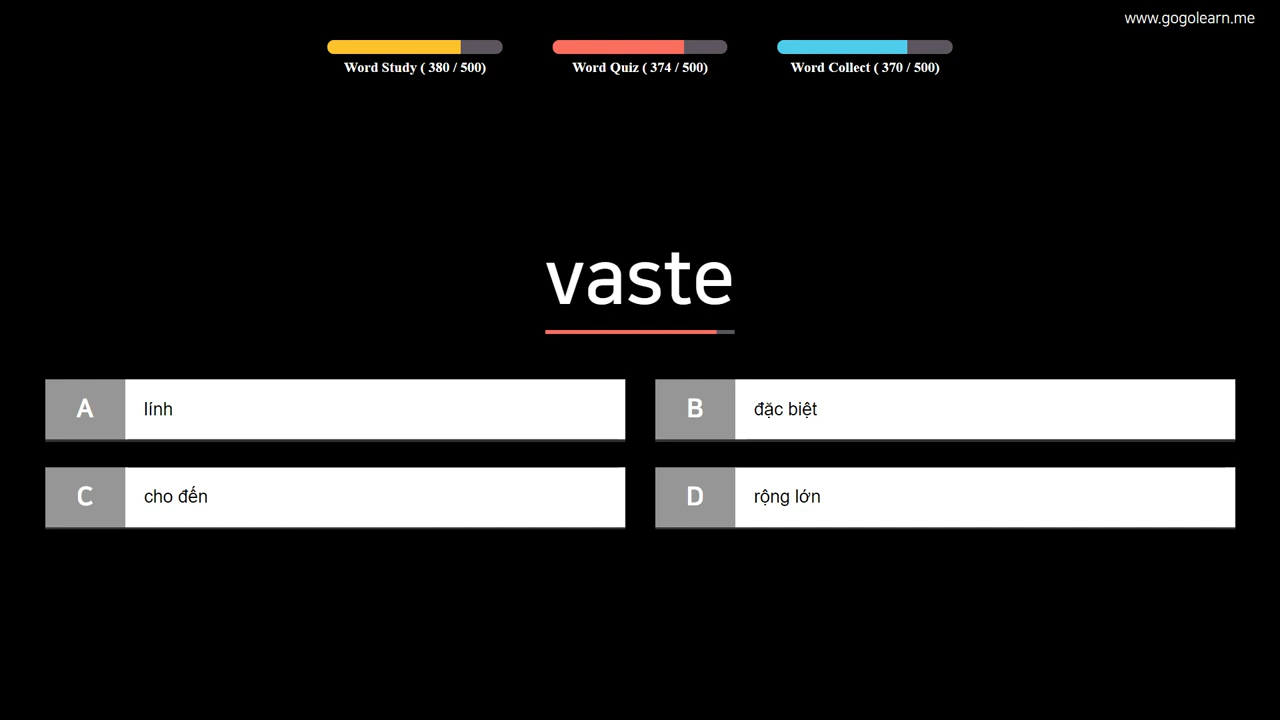 www.gogolearn.me
Word Study ( 380 / 500)
Word Quiz ( 374 / 500)
Word Collect ( 370 / 500)
vaste
A lính
B đặc biệt
C cho đến
D rộng lớn